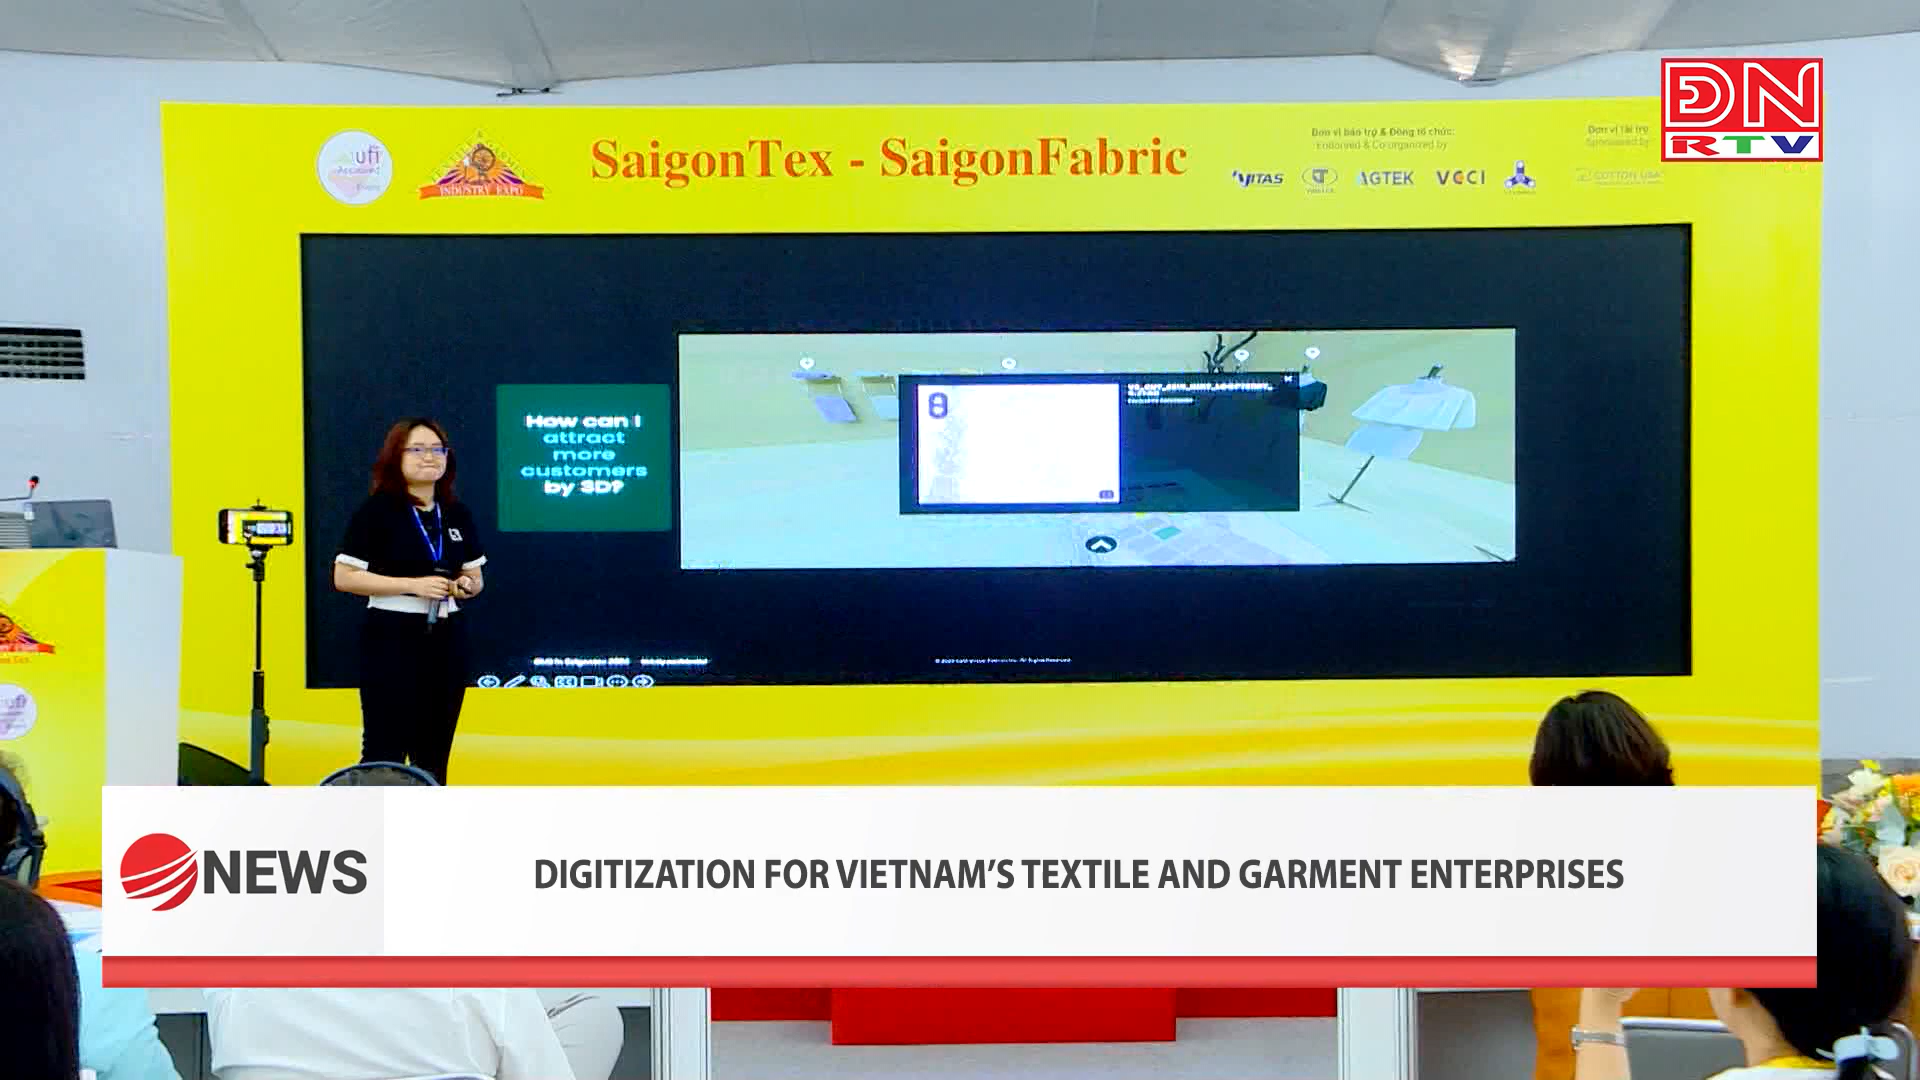 DN
RTV
ufi
INDUSTRY EXPO
SaigonTex - SaigonFabric
Đơn vị bảo trợ & Đồng tổ chức:
Endorsed & Co-organized by
Đơn vị tài trợ
Sponsored by
VITAS
AGTEK
VCCI
COTTON USA
How can I
attract
more
customers
by 3D?
NEWS
DIGITIZATION FOR VIETNAM'S TEXTILE AND GARMENT ENTERPRISES